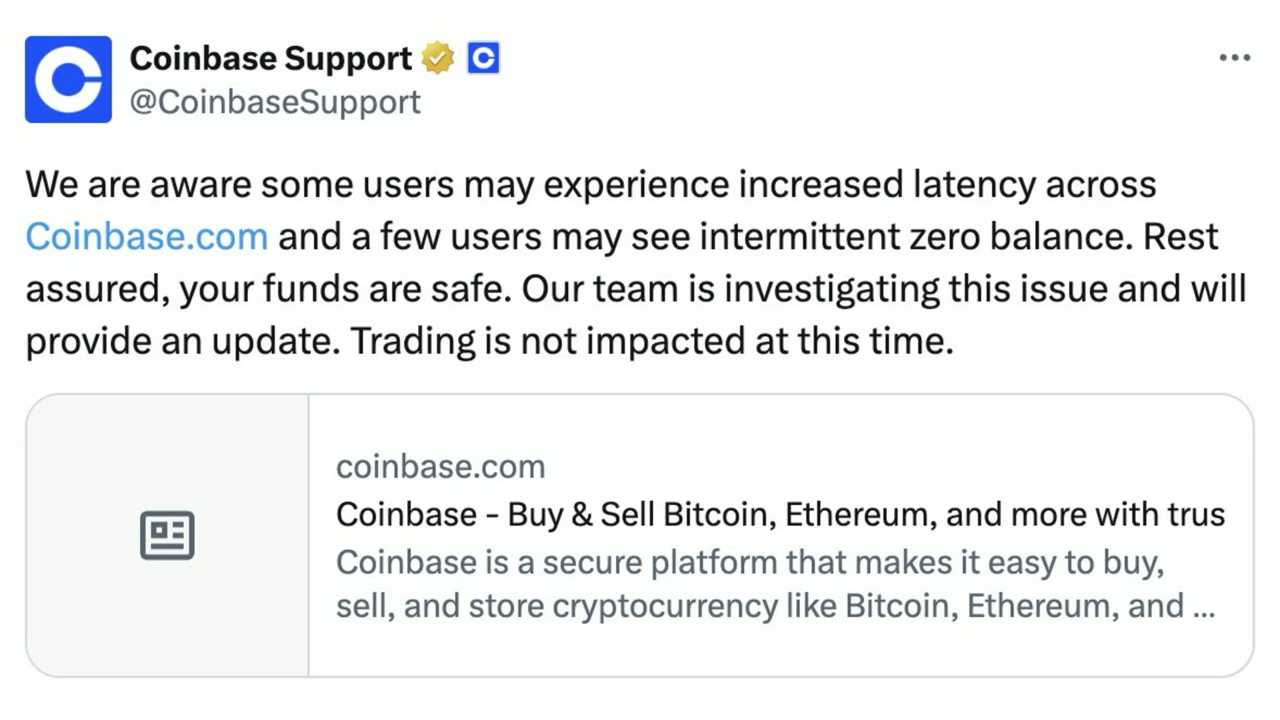 Coinbase Support
@CoinbaseSupport
We are aware some users may experience increased latency across
Coinbase.com and a few users may see intermittent zero balance. Rest
assured, your funds are safe. Our team is investigating this issue and will
provide an update. Trading is not impacted at this time.
coinbase.com
Coinbase - Buy & Sell Bitcoin, Ethereum, and more with trus
Coinbase is a secure platform that makes it easy to buy,
sell, and store cryptocurrency like Bitcoin, Ethereum, and ...